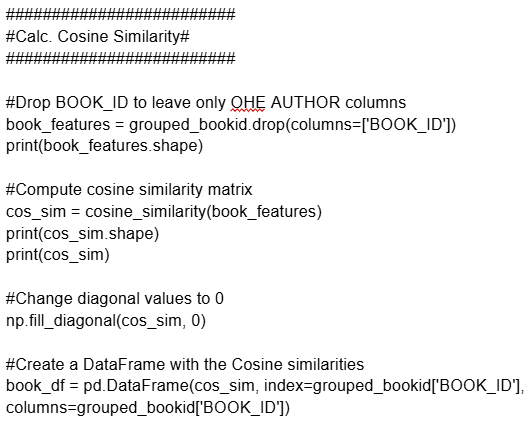 #########################
#Calc. Cosine Similarity#
#########################
#Drop BOOK_ID to leave only OHE AUTHOR columns
book_features = grouped_bookid.drop(columns=['BOOK_ID'])
print(book_features.shape)
#Compute cosine similarity matrix
cos_sim = cosine_similarity(book_features)
print(cos_sim.shape)
print(cos_sim)
#Change diagonal values to 0
np.fill_diagonal(cos_sim, 0)
#Create a DataFrame with the Cosine similarities
book_df = pd.DataFrame(cos_sim, index=grouped_bookid['BOOK_ID'],
columns=grouped_bookid['BOOK_ID'])